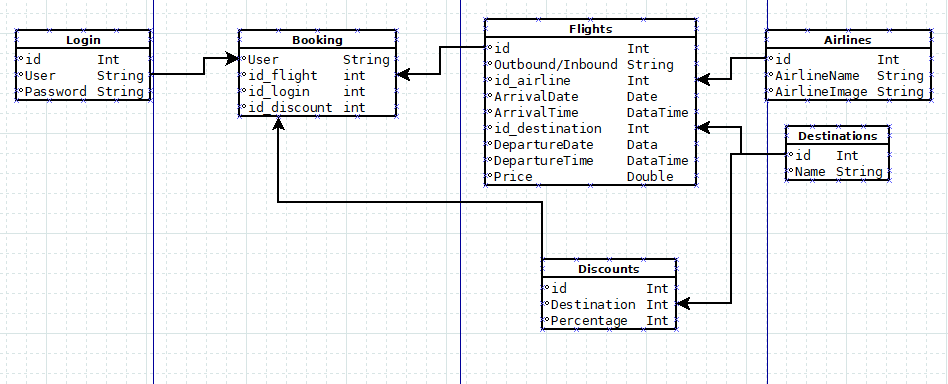 Login
id Int
User String
Password String
Booking
User String
id_flight int
id_login int
id_discount int
Flights
id Int
Outbound/Inbound String
id_airline Int
ArrivalDate Date
ArrivalTime DataTime
id_destination Int
DepartureDate Data
DepartureTime DataTime
Price Double
Airlines
id Int
AirlineName String
AirlineImage String
Destinations
id Int
Name String
Discounts
id Int
Destination Int
Percentage Int